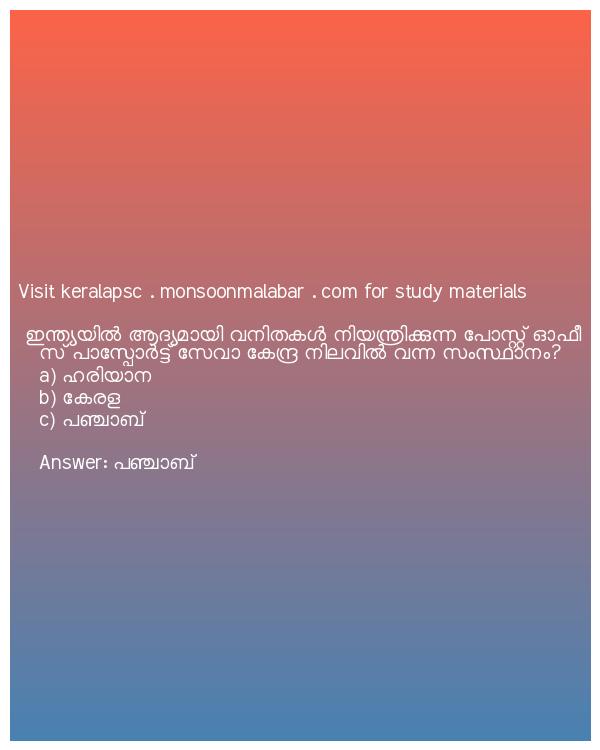 Visit keralapsc . monsoonmalabar . com for study materials
ഇന്ത്യയിൽ ആദ്യമായി വനിതകൾ നിയന്ത്രിക്കുന്ന പോസ്റ്റ് ഓഫീ
സ് പാസ്പോർട്ട് സേവാ കേന്ദ്ര നിലവിൽ വന്ന സംസ്ഥാനം?
a) ഹരിയാന
b) കേരള
c) പഞ്ചാബ്
Answer: പഞ്ചാബ്